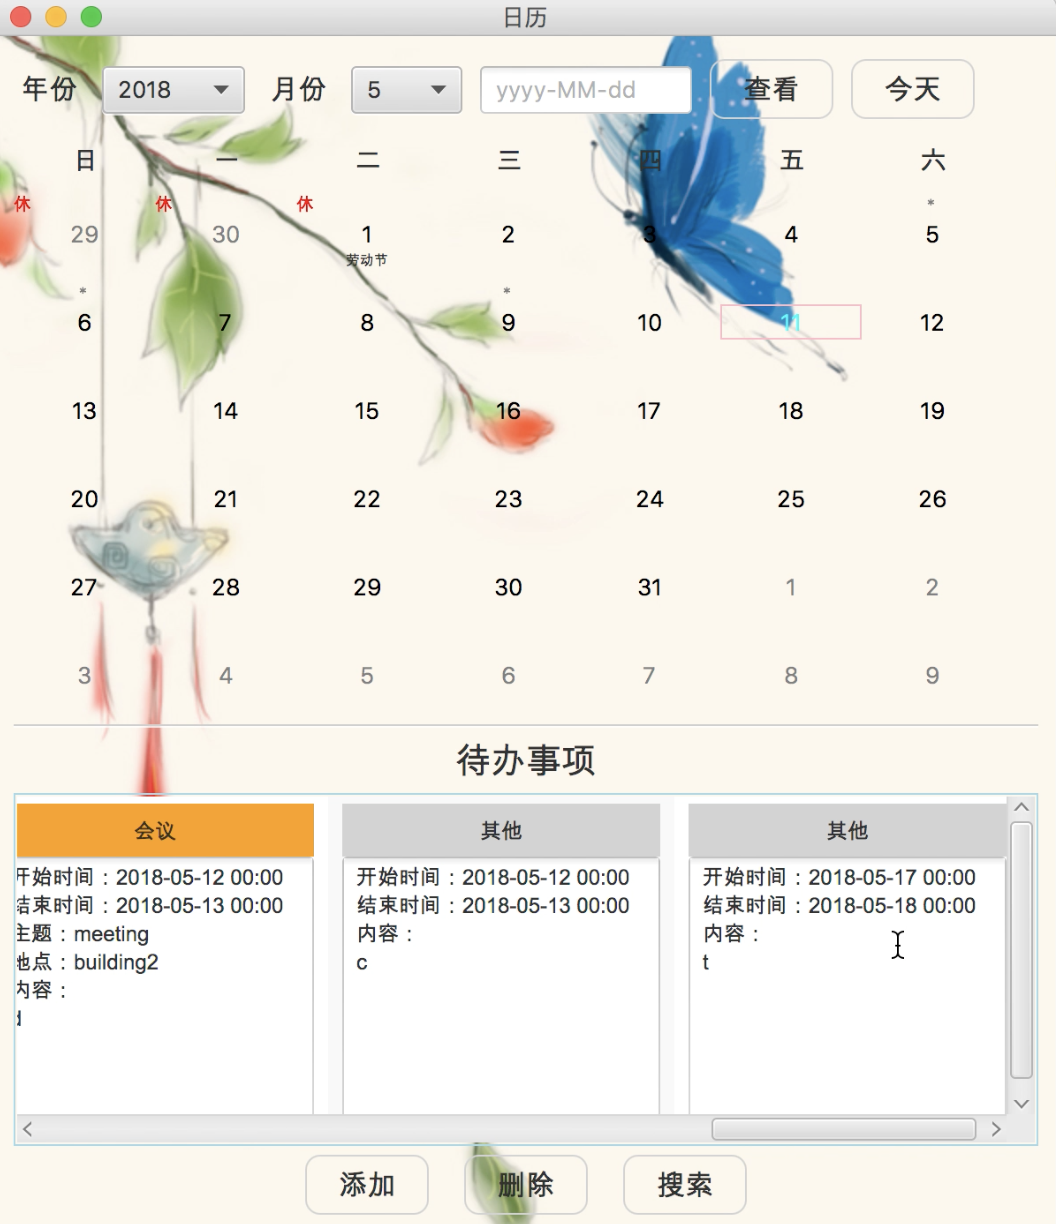 日历
年份 2018 月份 5 yyyy-MM-dd 查看 今天
日 一 二 三 四 五 六
休 休 休 *
29 30 1 2 3 4 5
劳动节
* *
6 7 8 9 10 11 12
13 14 15 16 17 18 19
20 21 22 23 24 25 26
27 28 29 30 31 1 2
3 4 5 6 7 8 9
待办事项
会议
开始时间：2018-05-12 00:00
结束时间：2018-05-13 00:00
主题：meeting
地点：building2
内容：
d
其他
开始时间：2018-05-12 00:00
结束时间：2018-05-13 00:00
内容：
c
其他
开始时间：2018-05-17 00:00
结束时间：2018-05-18 00:00
内容：
t
添加 删除 搜索